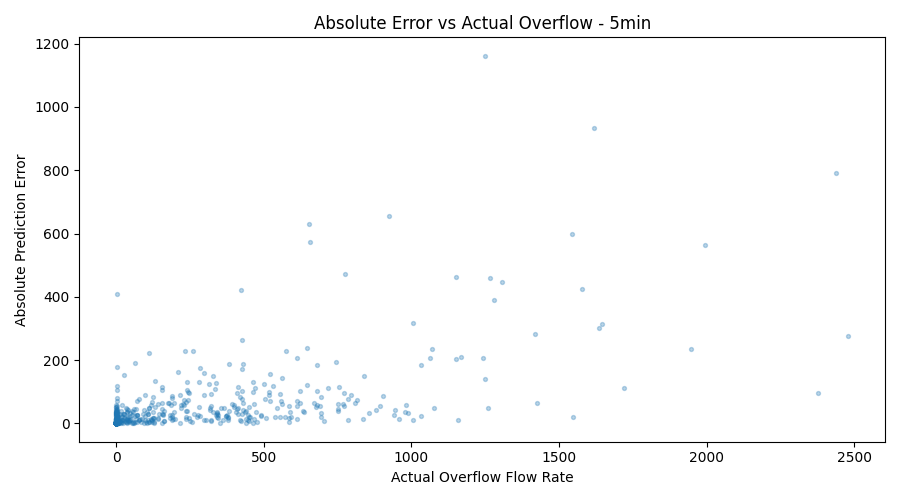 Absolute Error vs Actual Overflow - 5min
1200
1000
800
600
400
200
0
Absolute Prediction Error
0 500 1000 1500 2000 2500
Actual Overflow Flow Rate